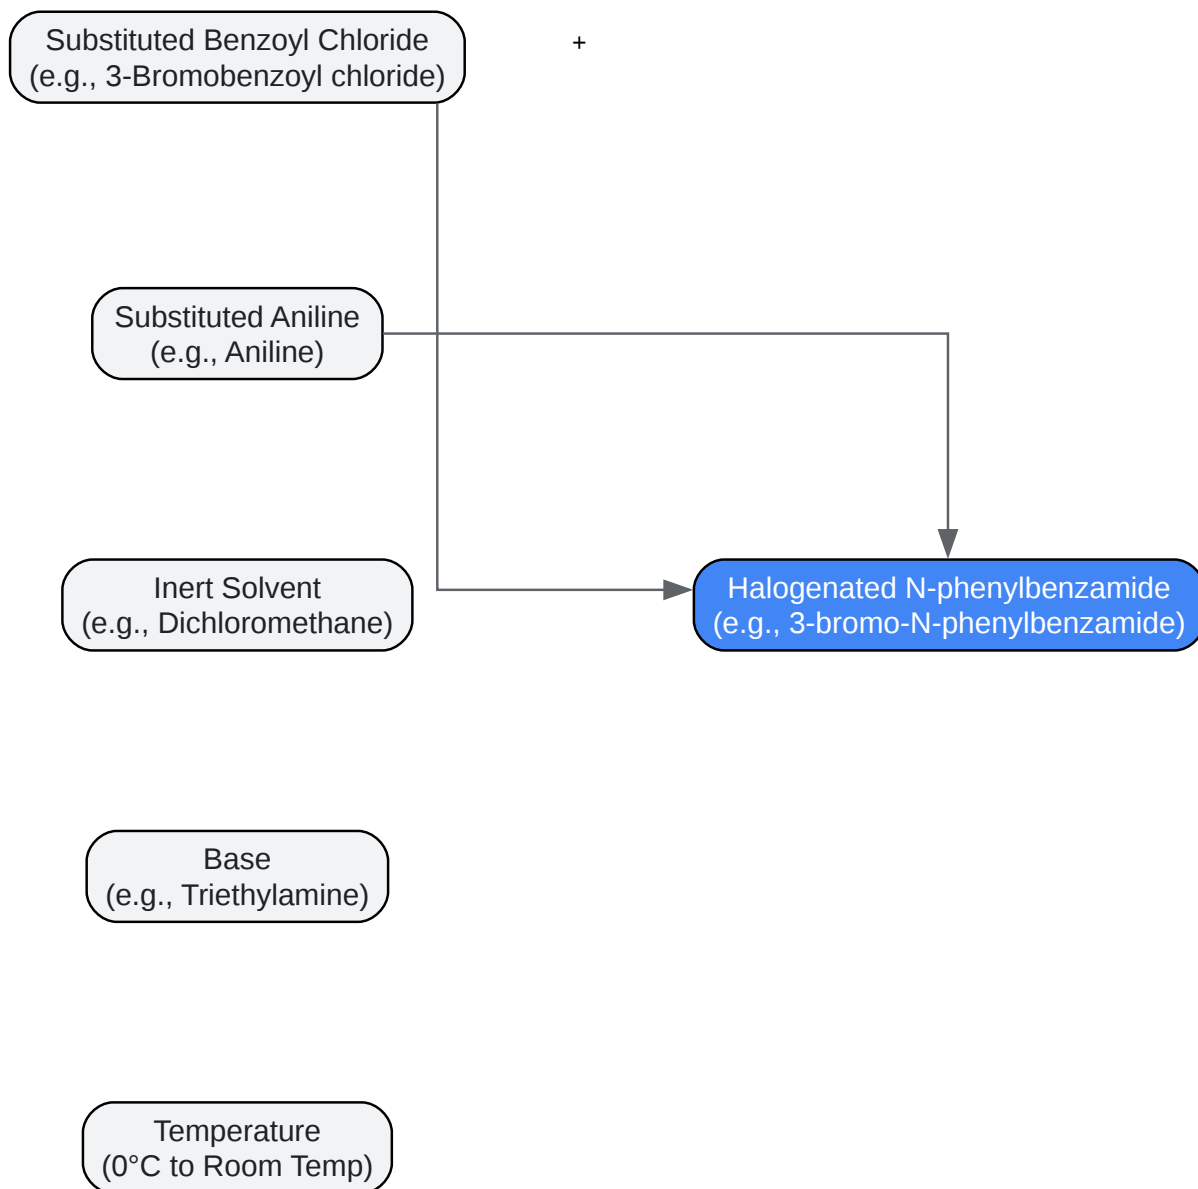 Substituted Benzoyl Chloride
(e.g., 3-Bromobenzoyl chloride)
+
Substituted Aniline
(e.g., Aniline)
Inert Solvent
(e.g., Dichloromethane)
Halogenated N-phenylbenzamide
(e.g., 3-bromo-N-phenylbenzamide)
Base
(e.g., Triethylamine)
Temperature
(0°C to Room Temp)